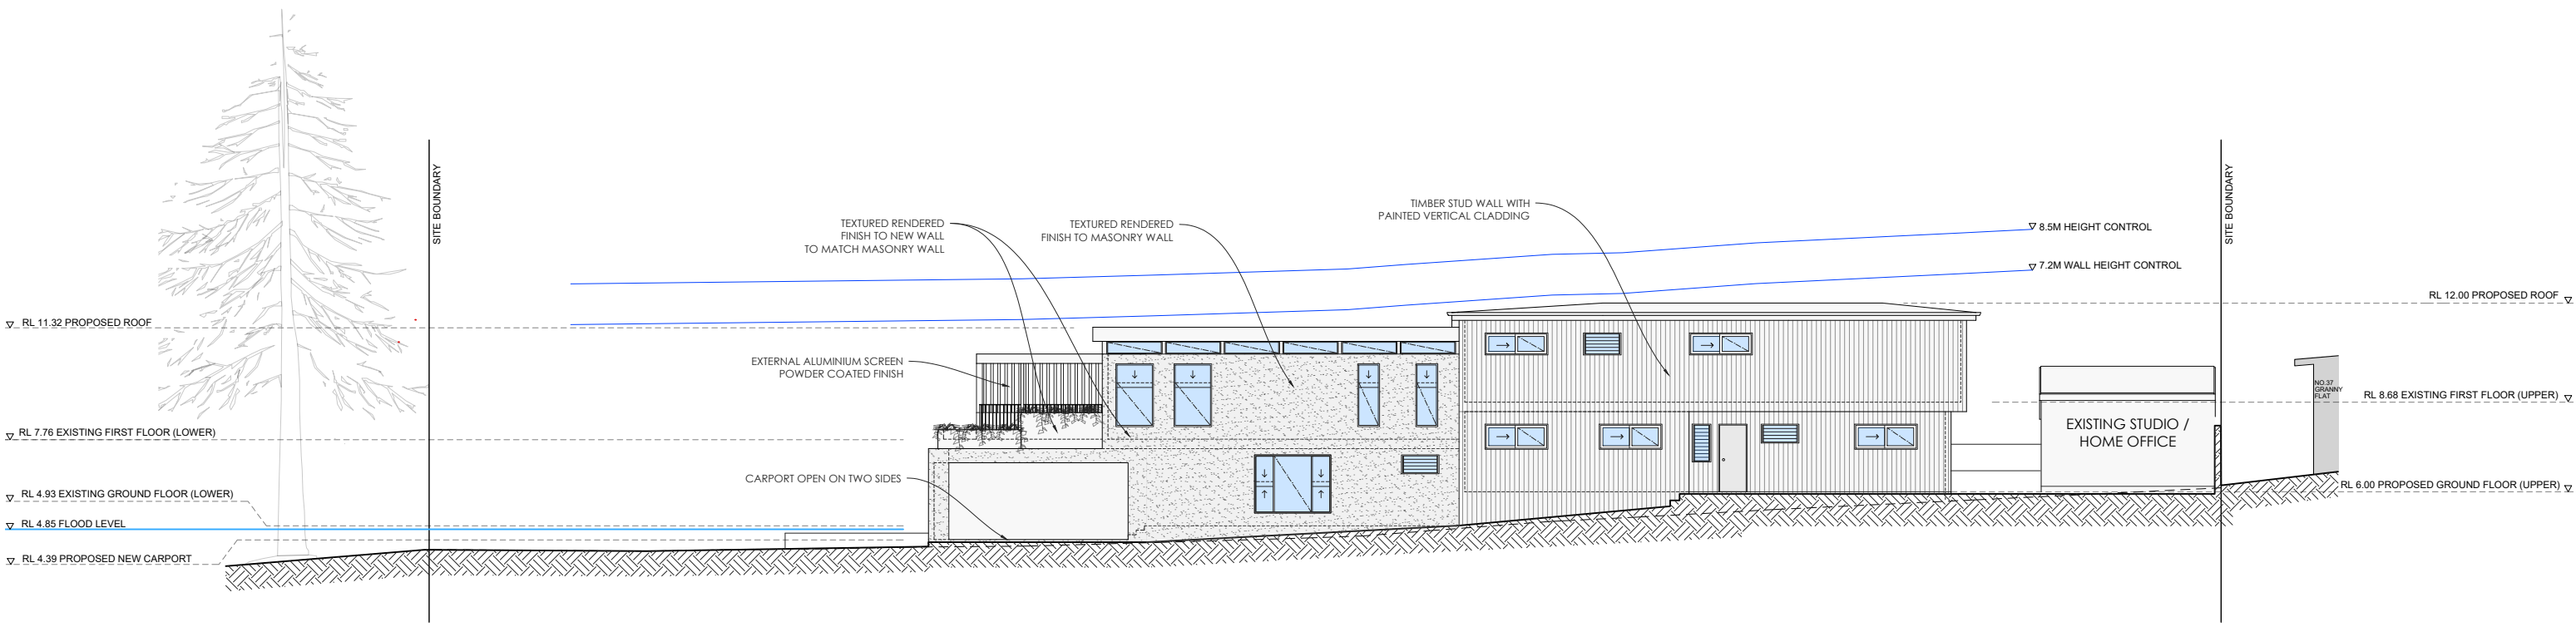 SITE BOUNDARY
SITE BOUNDARY
TEXTURED RENDERED
FINISH TO NEW WALL
TO MATCH MASONRY WALL
TEXTURED RENDERED
FINISH TO MASONRY WALL
TIMBER STUD WALL WITH
PAINTED VERTICAL CLADDING
8.5M HEIGHT CONTROL
7.2M WALL HEIGHT CONTROL
RL 12.00 PROPOSED ROOF
RL 11.32 PROPOSED ROOF
EXTERNAL ALUMINIUM SCREEN
POWDER COATED FINISH
NO.37
GRANNY
FLAT
RL 8.68 EXISTING FIRST FLOOR (UPPER)
RL 7.76 EXISTING FIRST FLOOR (LOWER)
EXISTING STUDIO /
HOME OFFICE
CARPORT OPEN ON TWO SIDES
RL 6.00 PROPOSED GROUND FLOOR (UPPER)
RL 4.93 EXISTING GROUND FLOOR (LOWER)
RL 4.85 FLOOD LEVEL
RL 4.39 PROPOSED NEW CARPORT